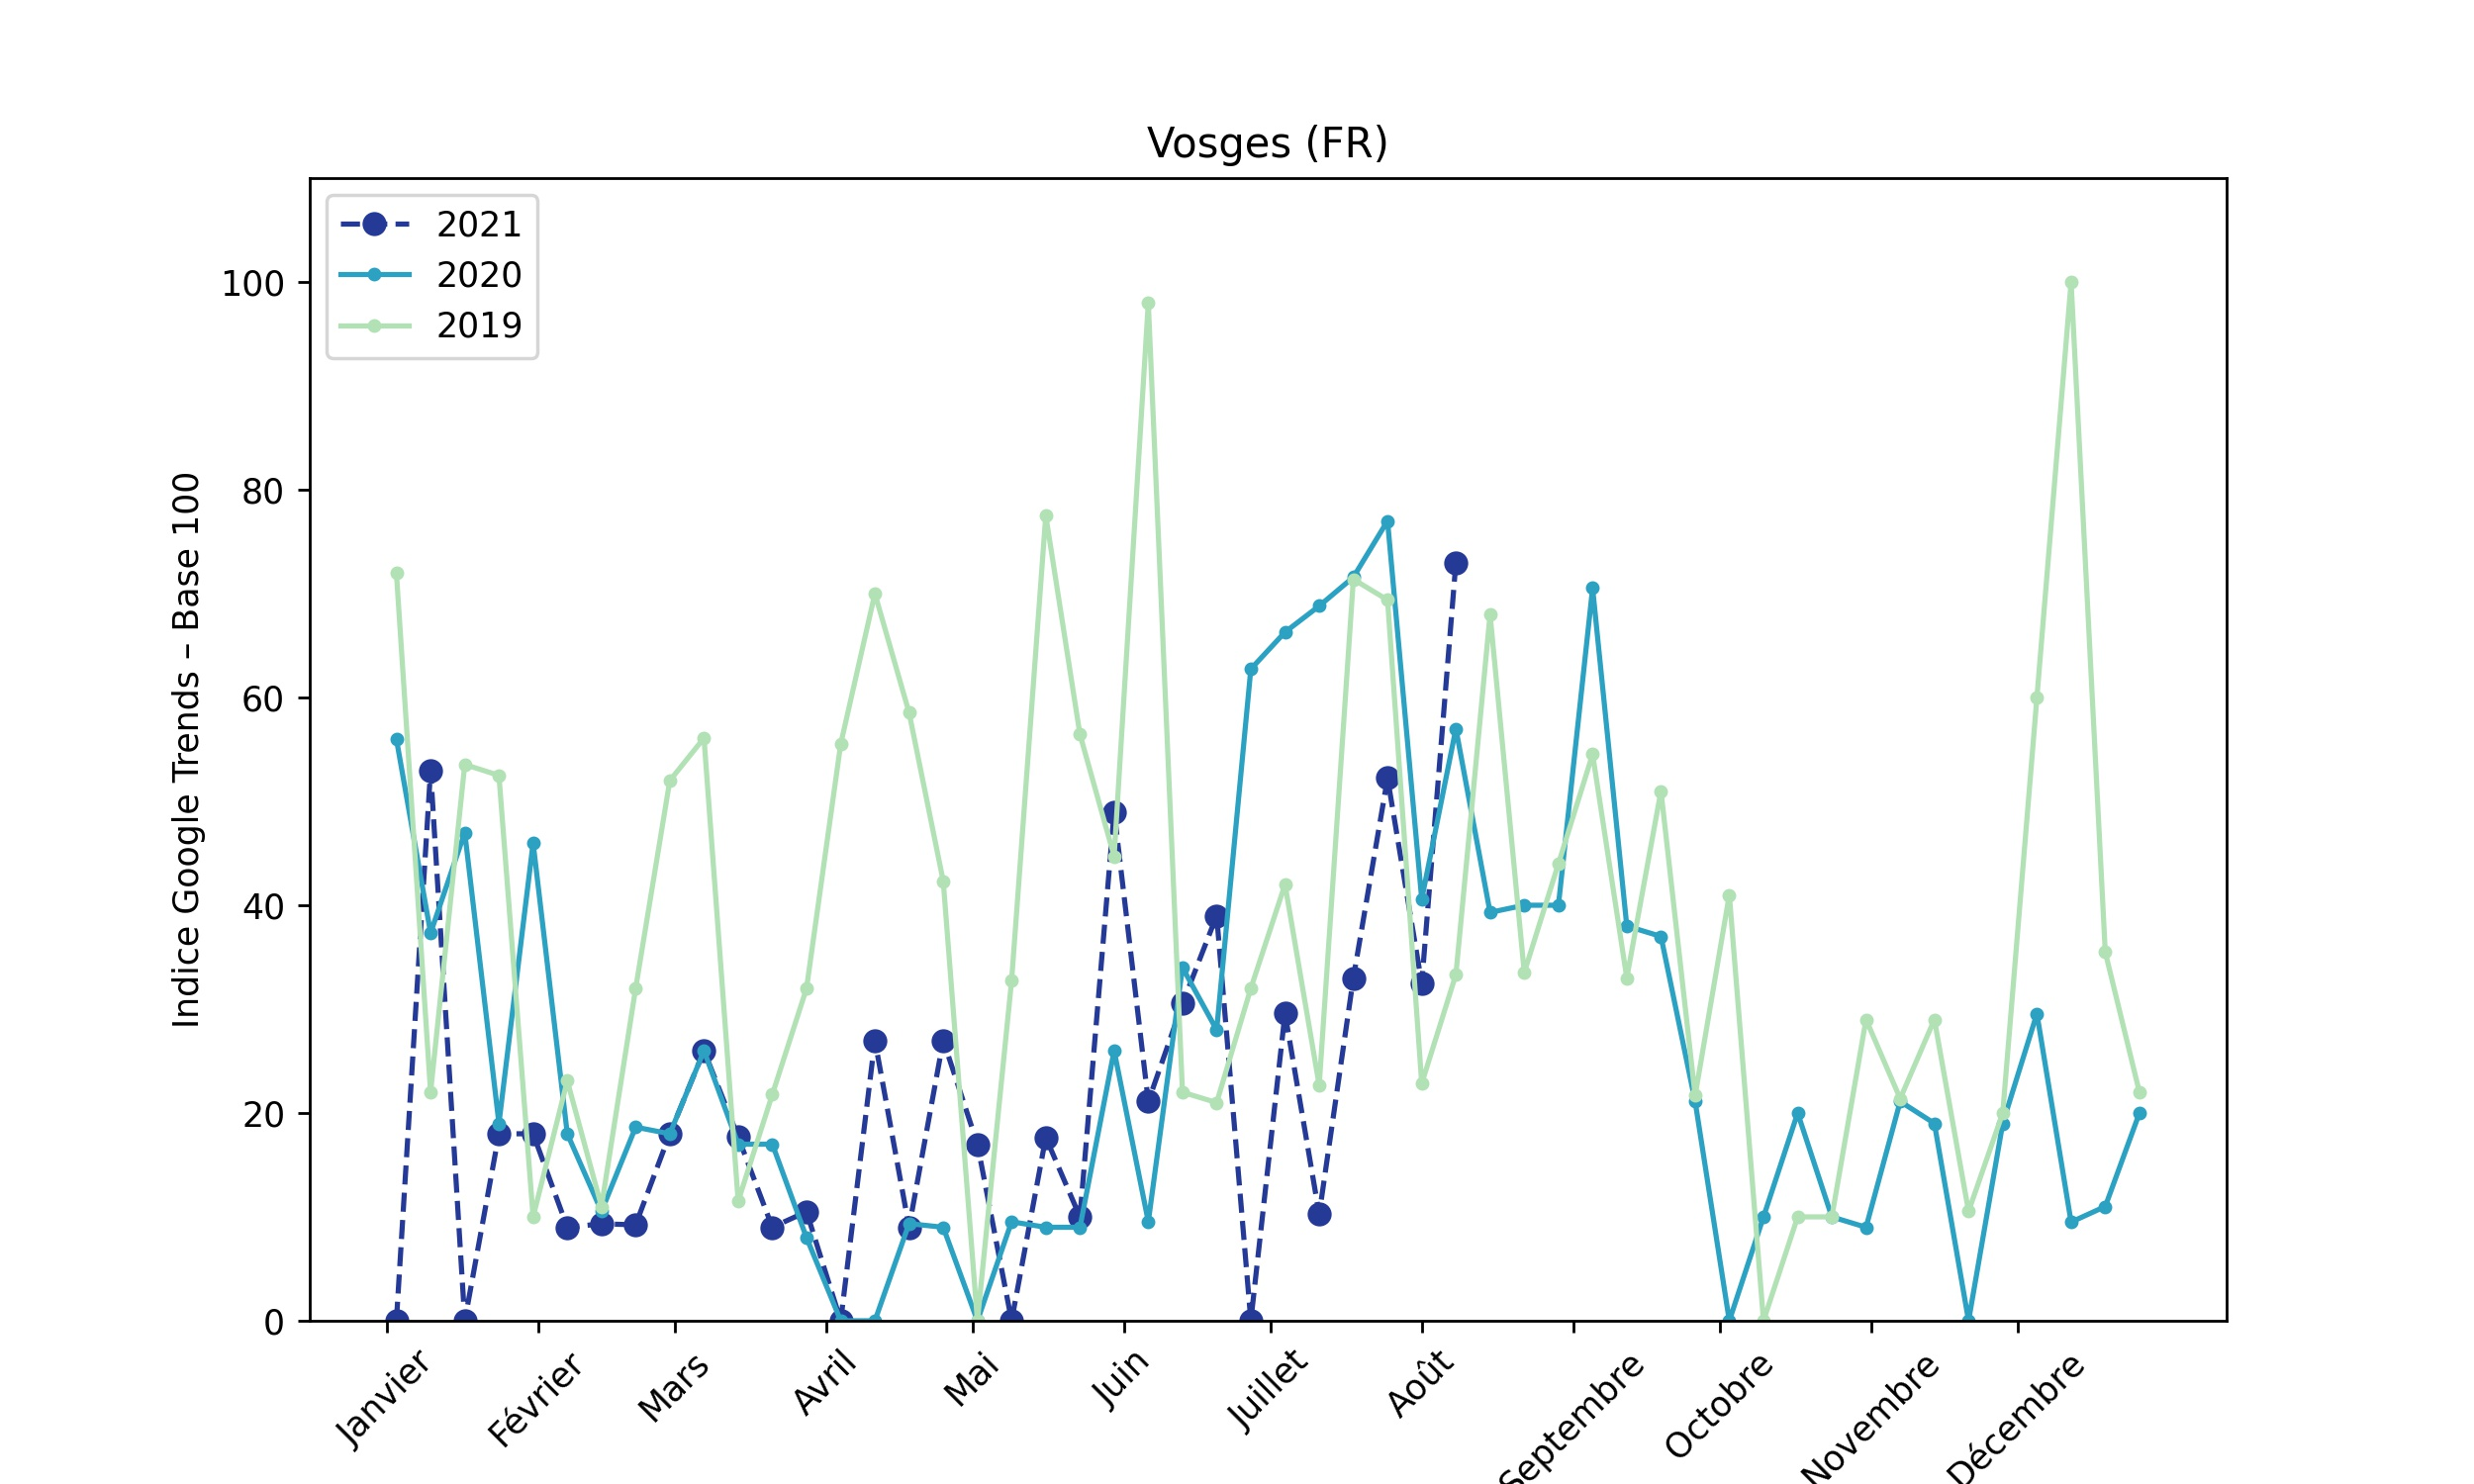 Vosges (FR)
2021
2020
2019
Indice Google Trends – Base 100
100
80
60
40
20
0
Janvier
Février
Mars
Avril
Mai
Juin
Juillet
Août
Septembre
Octobre
Novembre
Décembre